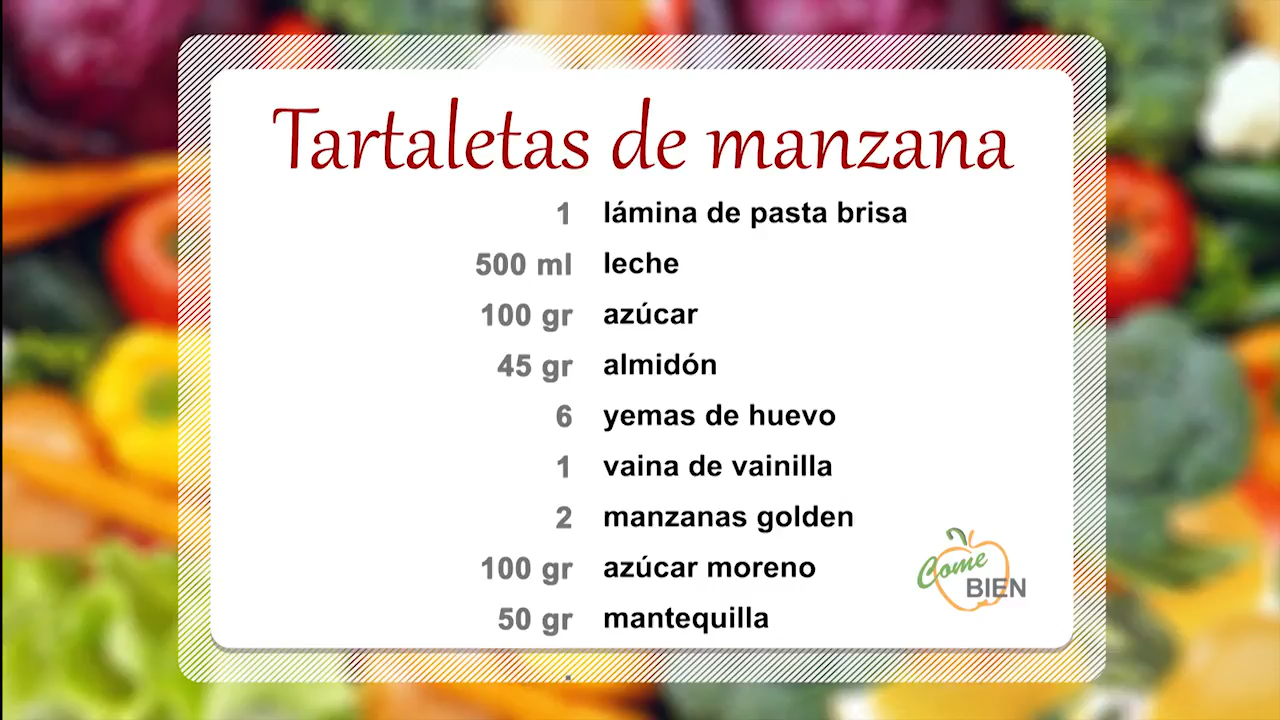 Tartaletas de manzana
1 lámina de pasta brisa
500 ml leche
100 gr azúcar
45 gr almidón
6 yemas de huevo
1 vaina de vainilla
2 manzanas golden
100 gr azúcar moreno
50 gr mantequilla
Come
BIEN